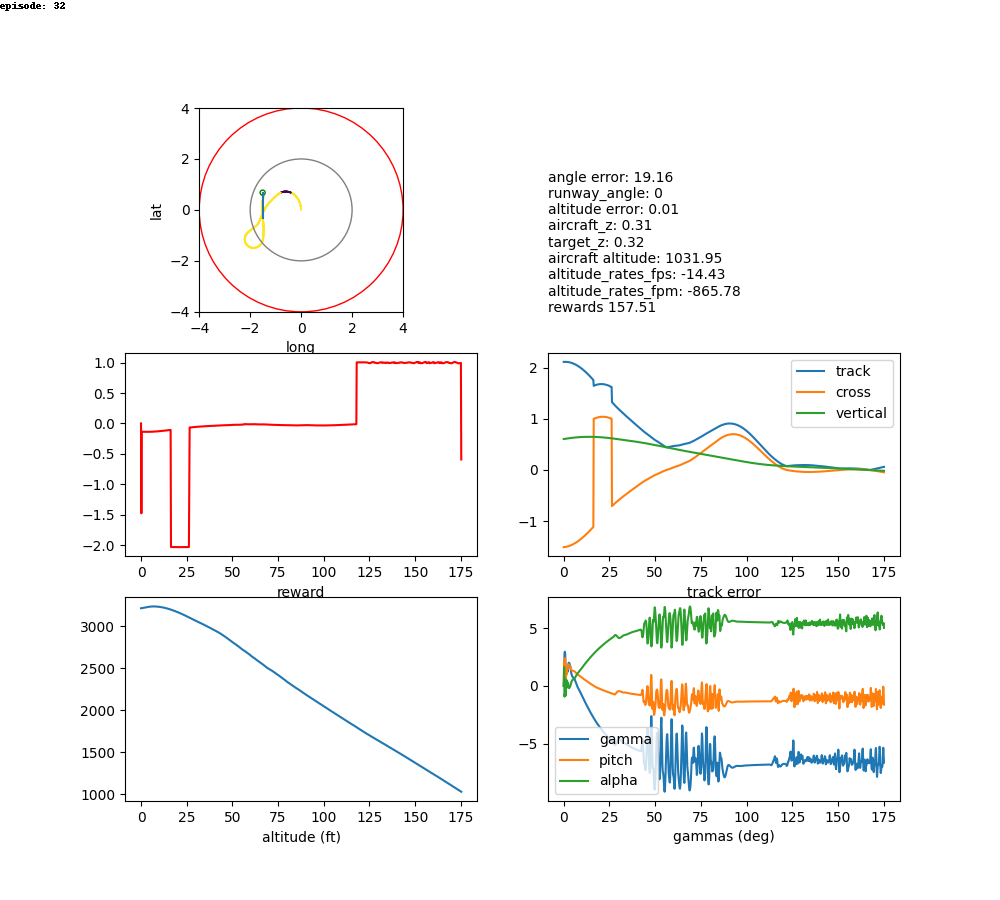 episode: 32
4
2
0
−2
−4
lat
−4 −2 0 2 4
long
angle error: 19.16
runway_angle: 0
altitude error: 0.01
aircraft_z: 0.31
target_z: 0.32
aircraft altitude: 1031.95
altitude_rates_fps: -14.43
altitude_rates_fpm: -865.78
rewards 157.51
1.0
0.5
0.0
−0.5
−1.0
−1.5
−2.0
0 25 50 75 100 125 150 175
reward
2
1
0
−1
track
cross
vertical
0 25 50 75 100 125 150 175
track error
3000
2500
2000
1500
1000
0 25 50 75 100 125 150 175
altitude (ft)
5
0
−5
gamma
pitch
alpha
0 25 50 75 100 125 150 175
gammas (deg)